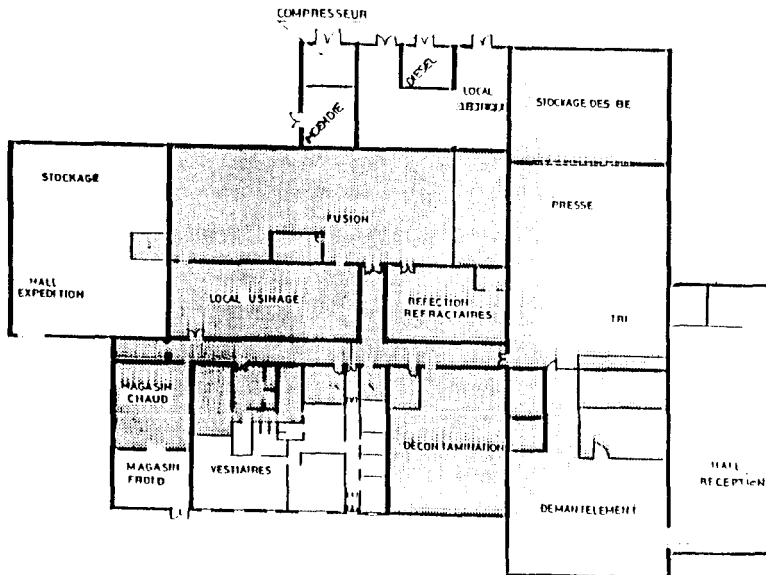 COMPRESSEUR
DIESEL
LOCAL
STOCKAGE DES BE
INCENDIE
STOCKAGE
PRESSE
FUSION
HALL
EXPEDITION
LOCAL USINAGE
REFECTION
REFRACTAIRES
TRI
MAGASIN
CHAUD
DECONTAMINATION
MAGASIN
FROID
VESTIAIRES
HALL
RECEPTION
DEMANTELEMENT